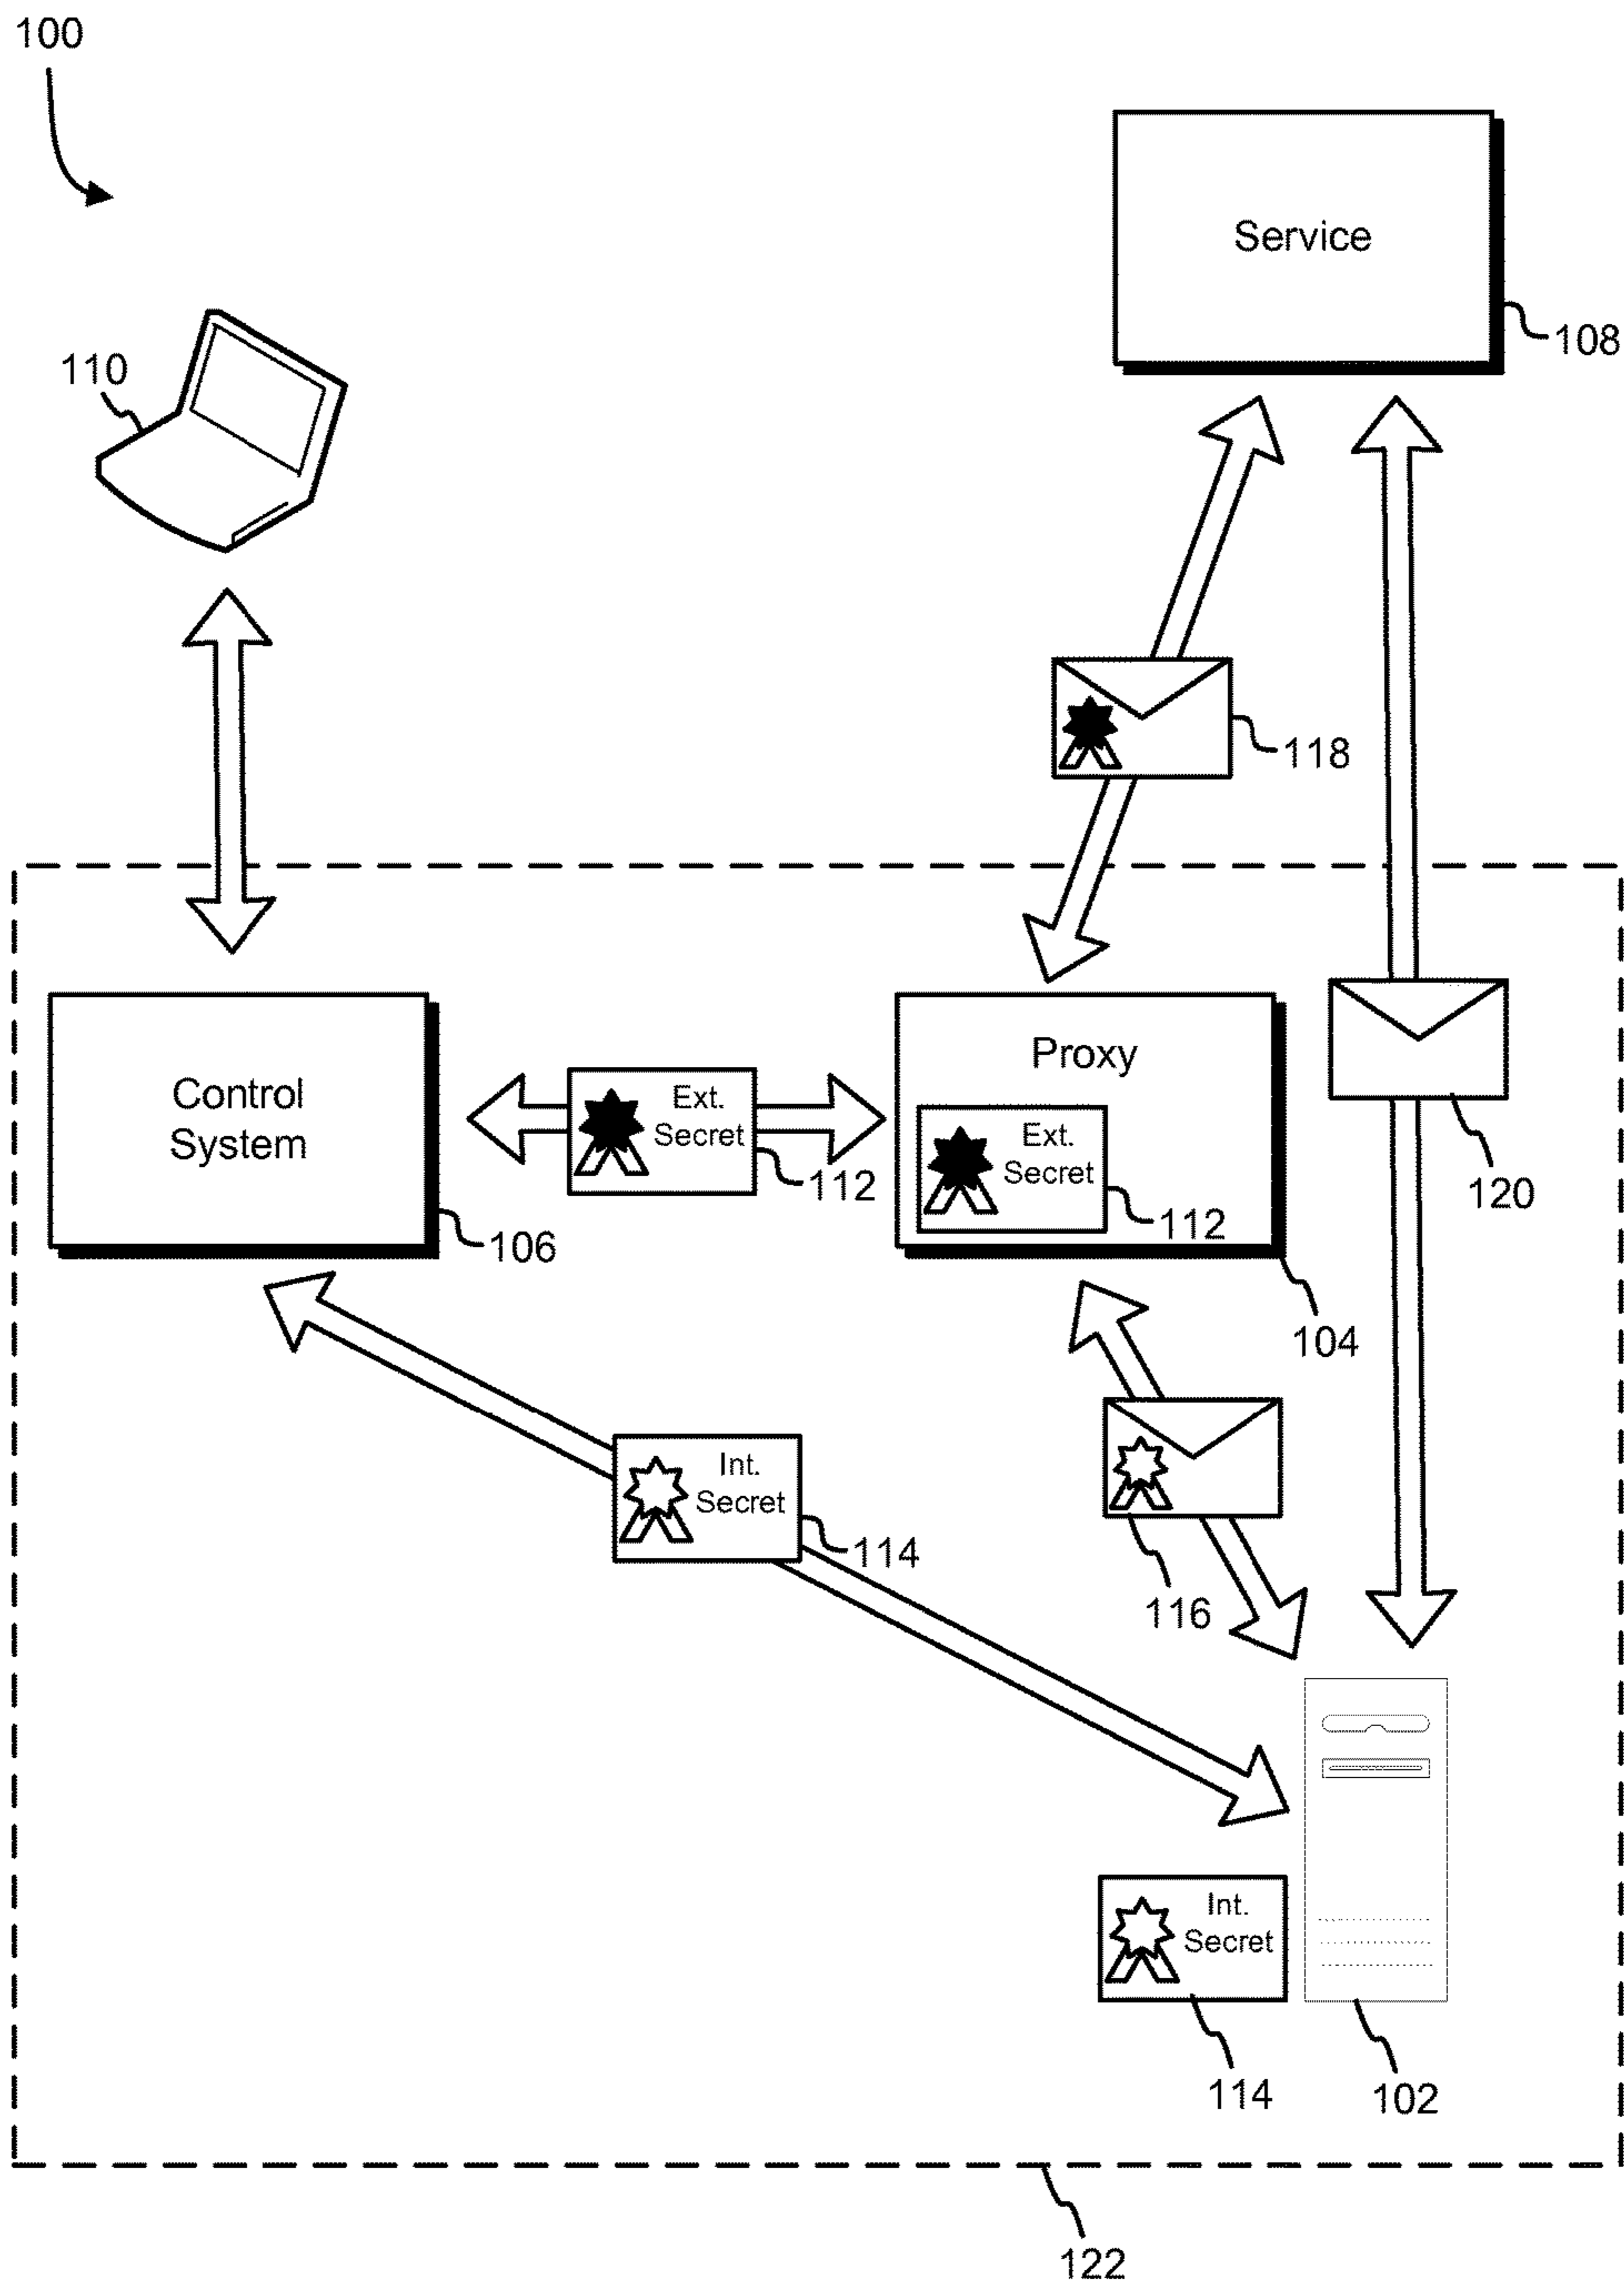 100
Service
108
110
118
Control
System
106
Ext.
Secret
112
Proxy
Ext.
Secret
112
104
120
Int.
Secret
114
116
Int.
Secret
114
102
122